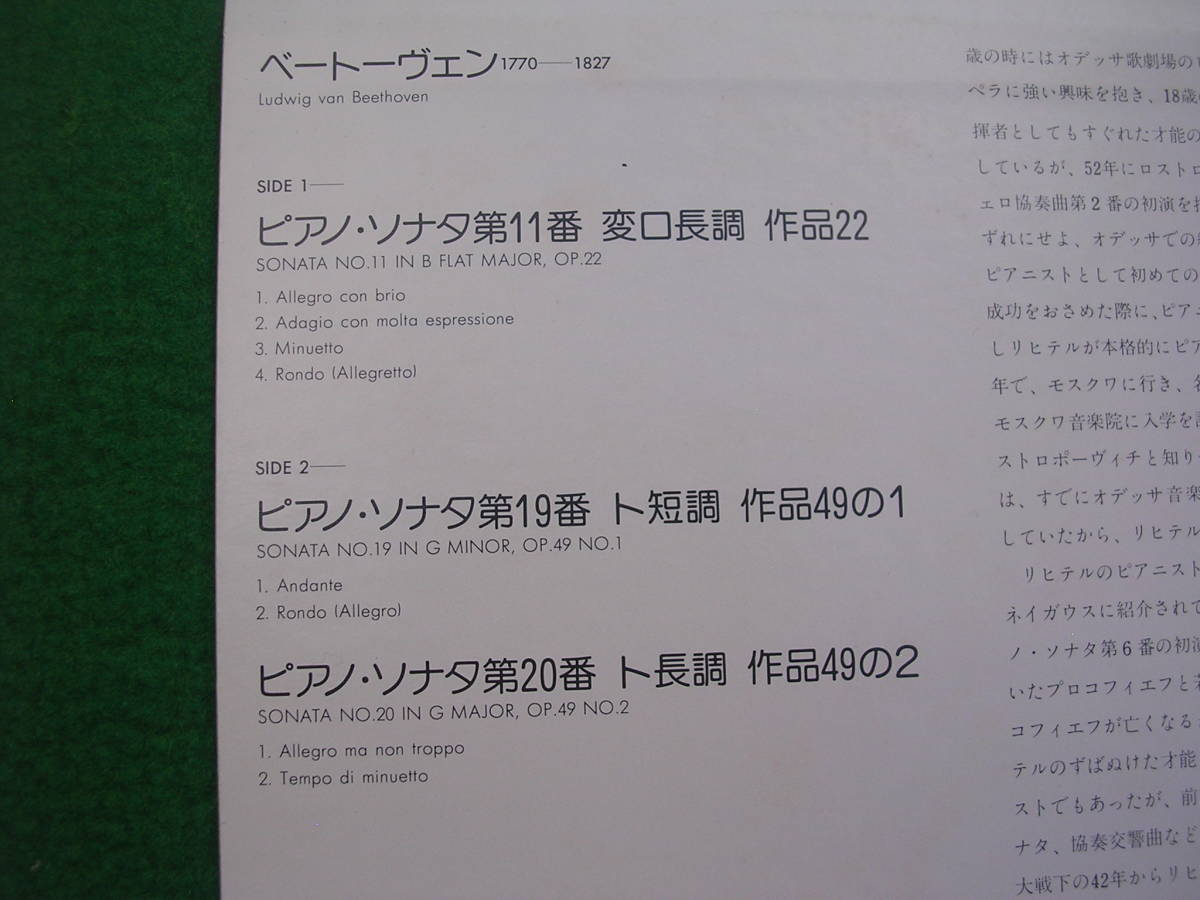 ベートーヴェン1770—1827
Ludwig van Beethoven
SIDE 1—
ピアノ・ソナタ第11番 変ロ長調 作品22
SONATA NO.11 IN B FLAT MAJOR, OP.22
1. Allegro con brio
2. Adagio con molta espressione
3. Minuetto
4. Rondo (Allegretto)
SIDE 2—
ピアノ・ソナタ第19番 ト短調 作品49の1
SONATA NO.19 IN G MINOR, OP.49 NO.1
1. Andante
2. Rondo (Allegro)
ピアノ・ソナタ第20番 ト長調 作品49の2
SONATA NO.20 IN G MAJOR, OP.49 NO.2
1. Allegro ma non troppo
2. Tempo di minuetto
歳の時にはオデッサ歌劇場の
ペラに強い興味を抱き、18歳
揮者としてもすぐれた才能の
しているが、52年にロストロ
ェロ協奏曲第2番の初演を
ずれにせよ、オデッサでの
ピアニストとして初めての
成功をおさめた際に、ピアニ
しリヒテルが本格的にピア
年で、モスクワに行き、
モスクワ音楽院に入学を
ストロポーヴィチと知り
は、すでにオデッサ音楽
していたから、リヒテル
リヒテルのピアニスト
ネイガウスに紹介されて
ノ・ソナタ第6番の初演
いたプロコフィエフと
コフィエフが亡くなる
テルのずばぬけた才能
ストでもあったが、前
ナタ、協奏交響曲など
大戦下の42年からリヒ